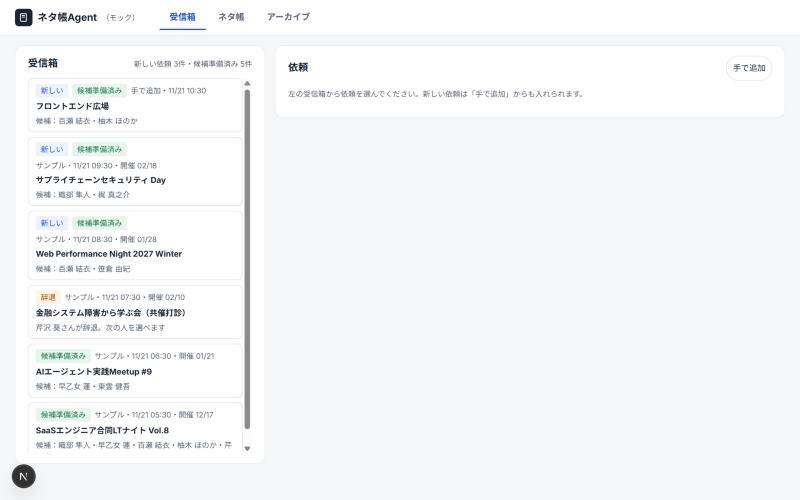 ネタ帳Agent （モック） 受信箱 ネタ帳 アーカイブ
受信箱 新しい依頼 3件・候補準備済み 5件
新しい 候補準備済み 手で追加・11/21 10:30
フロントエンド広場
候補：百瀬 結衣・柚木 ほのか
新しい 候補準備済み
サンプル・11/21 09:30・開催 02/18
サプライチェーンセキュリティ Day
候補：織部 隼人・梶 真之介
新しい 候補準備済み
サンプル・11/21 08:30・開催 01/28
Web Performance Night 2027 Winter
候補：百瀬 結衣・笹倉 由紀
辞退 サンプル・11/21 07:30・開催 02/10
金融システム障害から学ぶ会（共催打診）
芹沢 葵さんが辞退。次の人を選べます
候補準備済み サンプル・11/21 06:30・開催 01/21
AIエージェント実践Meetup #9
候補：早乙女 蓮・東雲 健吾
候補準備済み サンプル・11/21 05:30・開催 12/17
SaaSエンジニア合同LTナイト Vol.8
候補：織部 隼人・早乙女 蓮・百瀬 結衣・柚木 ほのか・芹
依頼 手で追加
左の受信箱から依頼を選んでください。新しい依頼は「手で追加」からも入れられます。
N